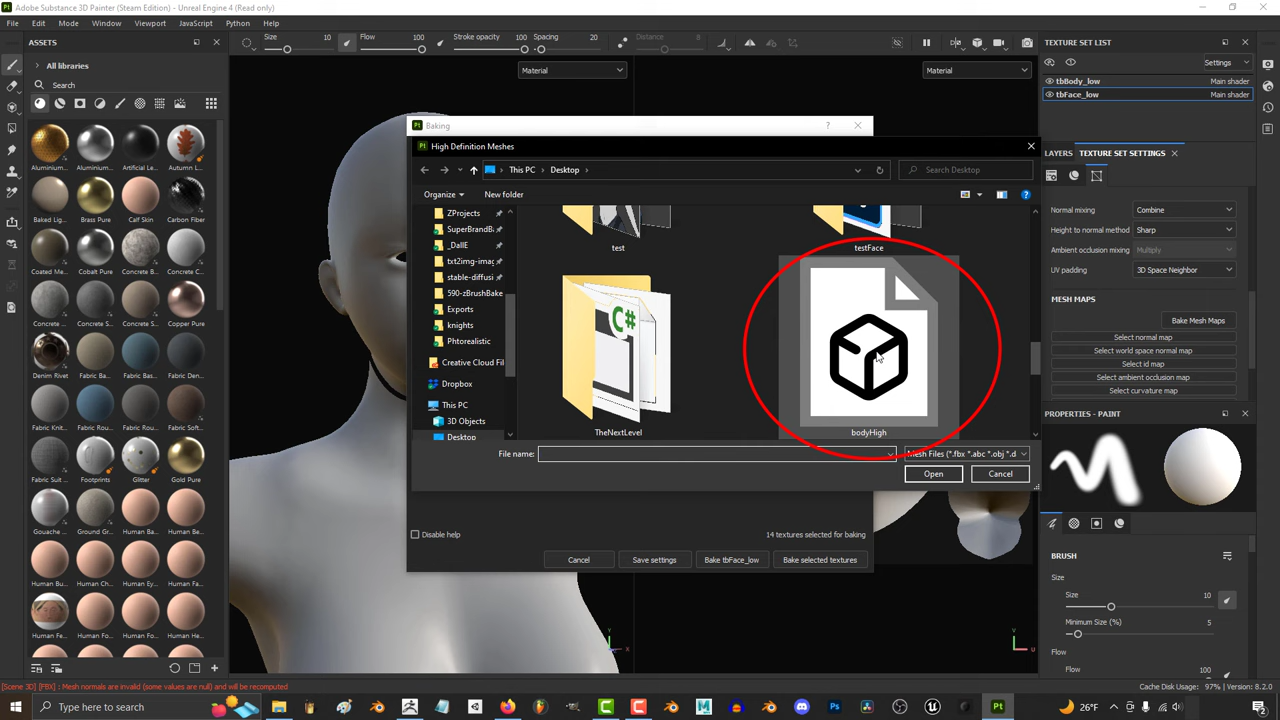 Adobe Substance 3D Painter (Steam Edition) - Unreal Engine 4 (Read only)
File Edit Mode Window Viewport JavaScript Python Help
Size 10 Flow 100 Stroke opacity 100 Spacing 20 Distance 8
ASSETS
All libraries
Search
Material
Material
Aluminium... Aluminium... Artificial Le... Autumn L...
Baked Lig... Brass Pure Calf Skin Carbon Fiber
Coated Me... Cobalt Pure Concrete B... Concrete ...
Concrete ... Concrete S... Concrete S... Copper Pure
Denim Rivet Fabric Bam... Fabric Bas... Fabric Den...
Fabric Knit... Fabric Rou... Fabric Rou... Fabric Sof...
Fabric Suit ... Footprints Glitter Gold Pure
Gouache ... Ground Gr... Human Ba... Human Be...
Human Bu... Human Ch... Human Ey... Human Fa...
Human Fe... Human Fo... Human Fo... Human He...
Baking
High Definition Meshes
This PC Desktop
Search Desktop
Organize New folder
ZProjects
SuperBrandBa
_DallE
txt2img-imag
stable-diffusi
590-zBrushBake
Exports
knights
Phtorealistic
Creative Cloud Fil
Dropbox
This PC
3D Objects
Desktop
test
testFace
C#
TheNextLevel
bodyHigh
File name:
Mesh Files (*.fbx *.abc *.obj *.d
Open Cancel
Disable help
14 textures selected for baking
Cancel Save settings Bake tbFace_low Bake selected textures
TEXTURE SET LIST
Settings
tbBody_low Main shader
tbFace_low Main shader
LAYERS TEXTURE SET SETTINGS
Normal mixing Combine
Height to normal method Sharp
Ambient occlusion mixing Multiply
UV padding 3D Space Neighbor
MESH MAPS
Bake Mesh Maps
Select normal map
Select world space normal map
Select id map
Select ambient occlusion map
Select curvature map
PROPERTIES - PAINT
BRUSH
Size
Size 10
Minimum Size (%) 5
Flow
Flow 100
Y
X
Y
U
[Scene 3D] [FBX] : Mesh normals are invalid (some values are null) and will be recomputed
Cache Disk Usage: 97% | Version: 8.2.0
Type here to search
26°F